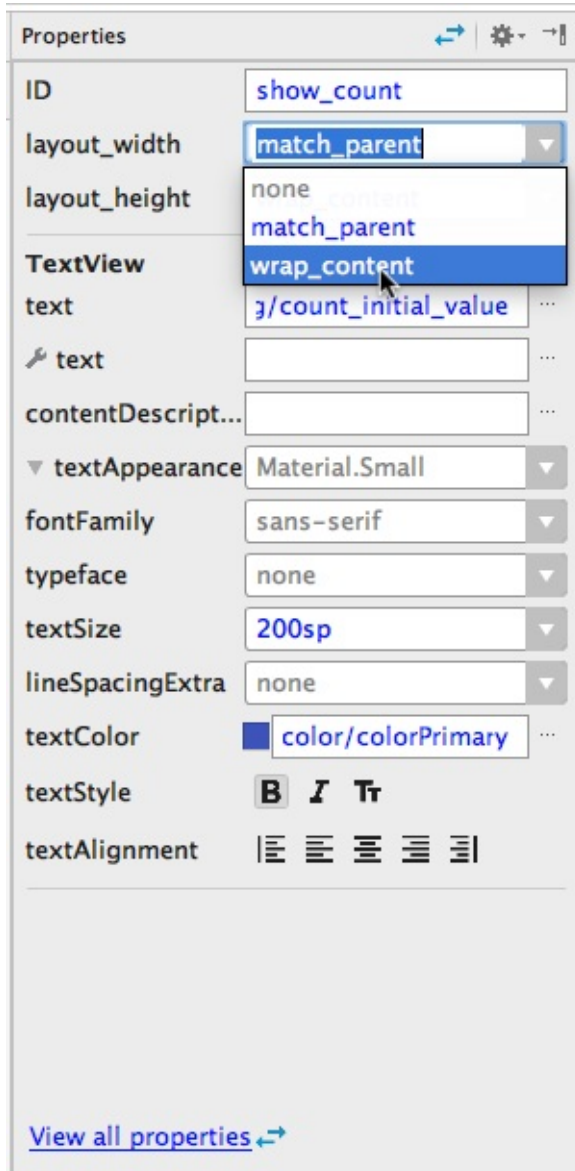 Properties
ID show_count
layout_width match_parent
layout_height wrap_content
none
match_parent
wrap_content
TextView
text g/count_initial_value ...
text ...
contentDescript... ...
textAppearance Material.Small
fontFamily sans-serif
typeface none
textSize 200sp
lineSpacingExtra none
textColor color/colorPrimary ...
textStyle B I Tт
textAlignment
View all properties